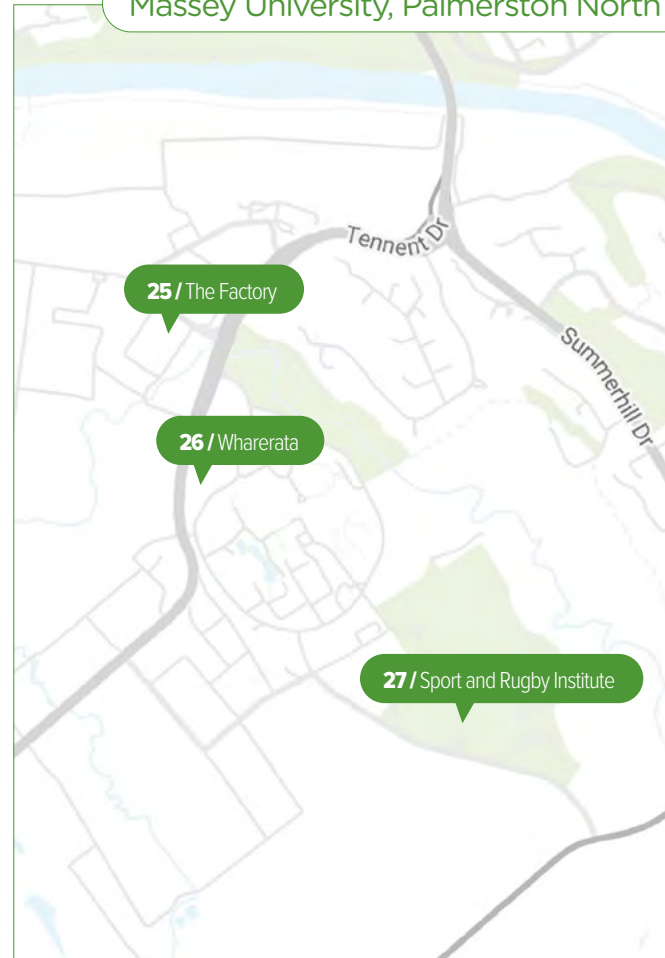 Massey University, Palmerston North
Tennent Dr
25 / The Factory
Summerhill Dr
26 / Wharerata
27 / Sport and Rugby Institute